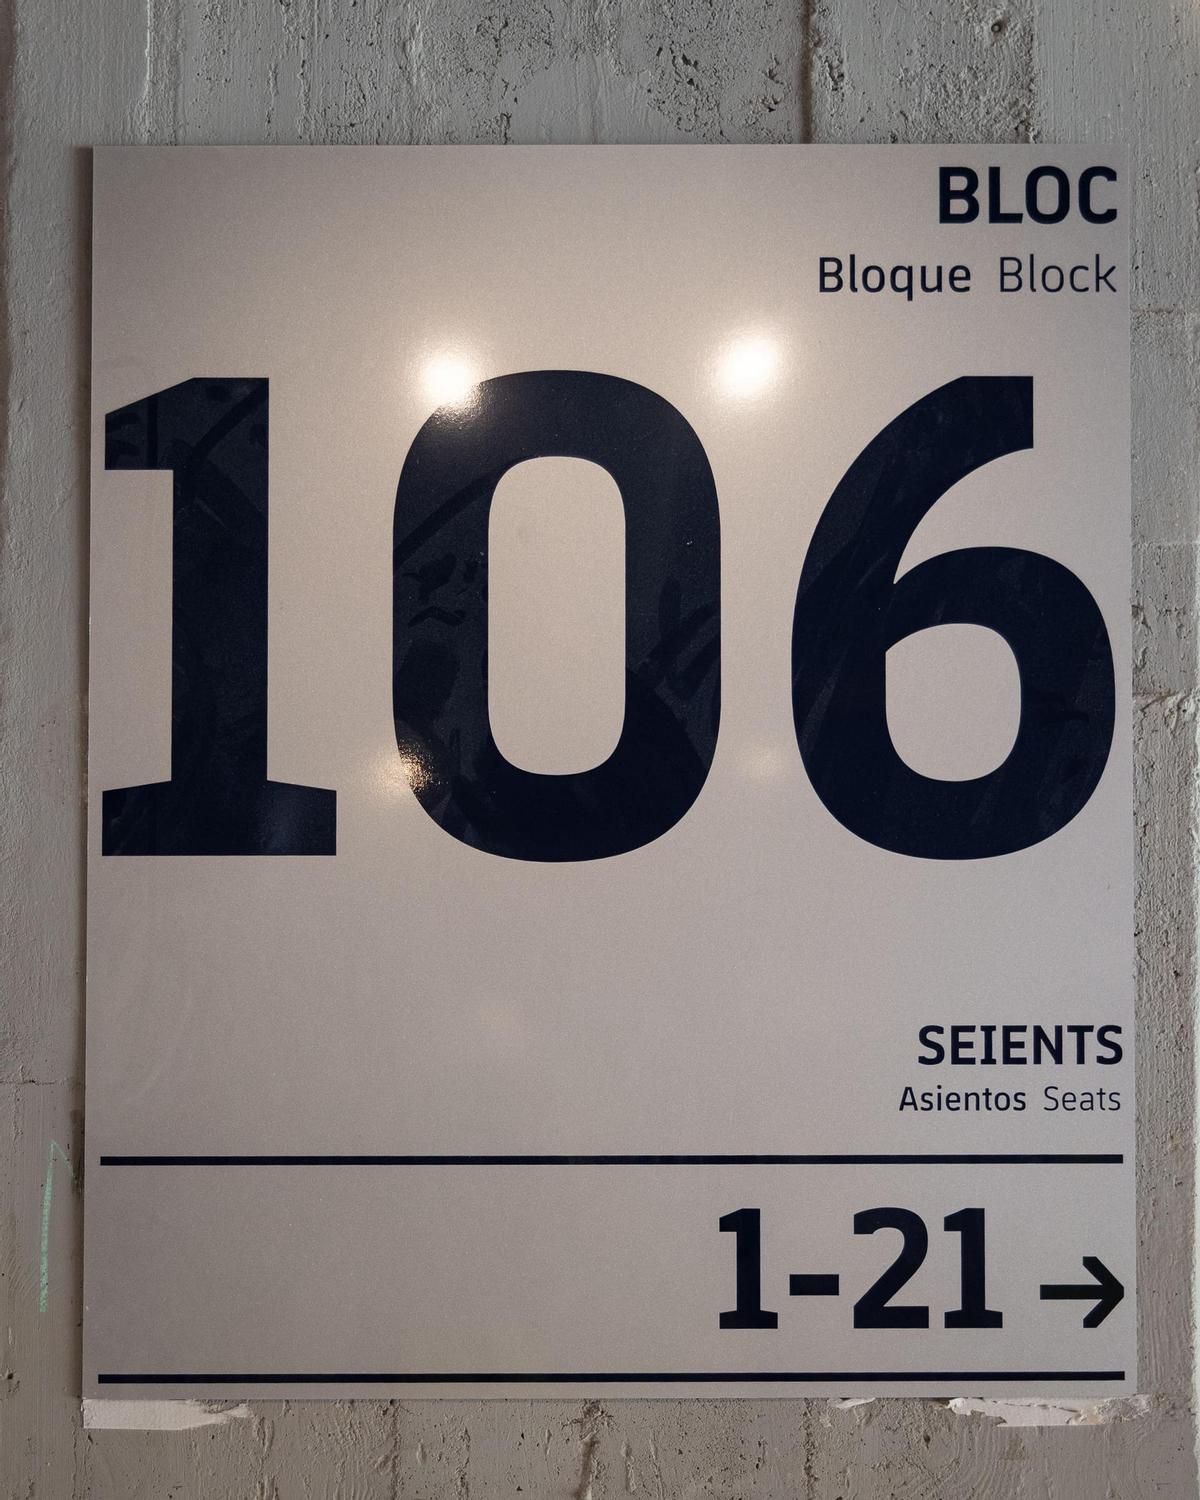 BLOC
Bloque Block
106
SEIENTS
Asientos Seats
1-21 →